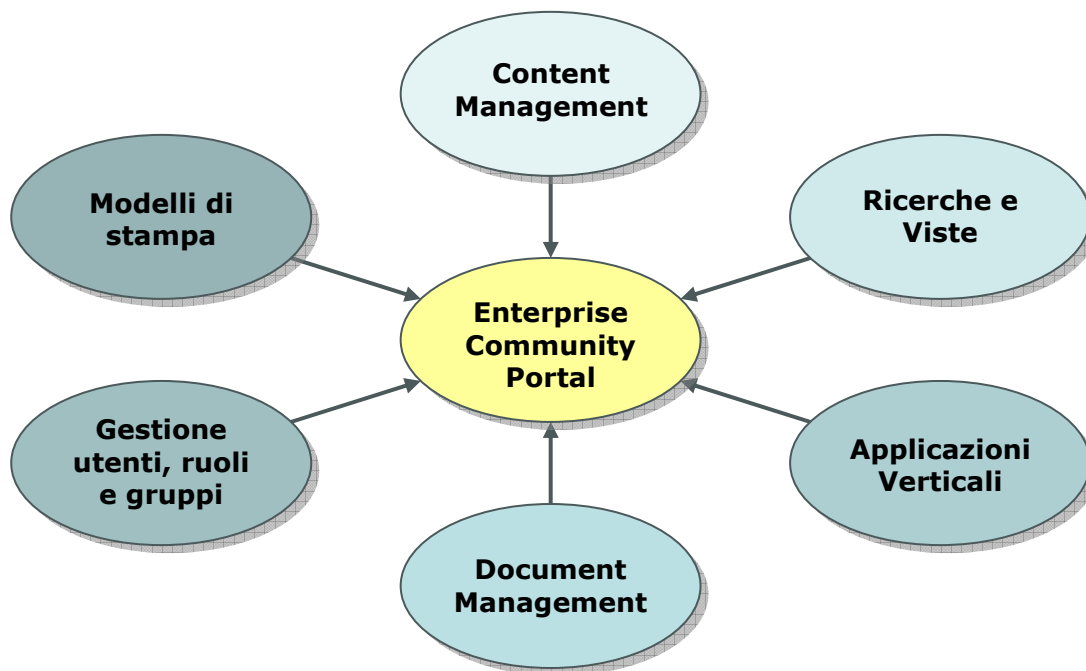 Content
Management
Modelli di
stampa
Ricerche e
Viste
Enterprise
Community
Portal
Gestione
utenti, ruoli
e gruppi
Applicazioni
Verticali
Document
Management